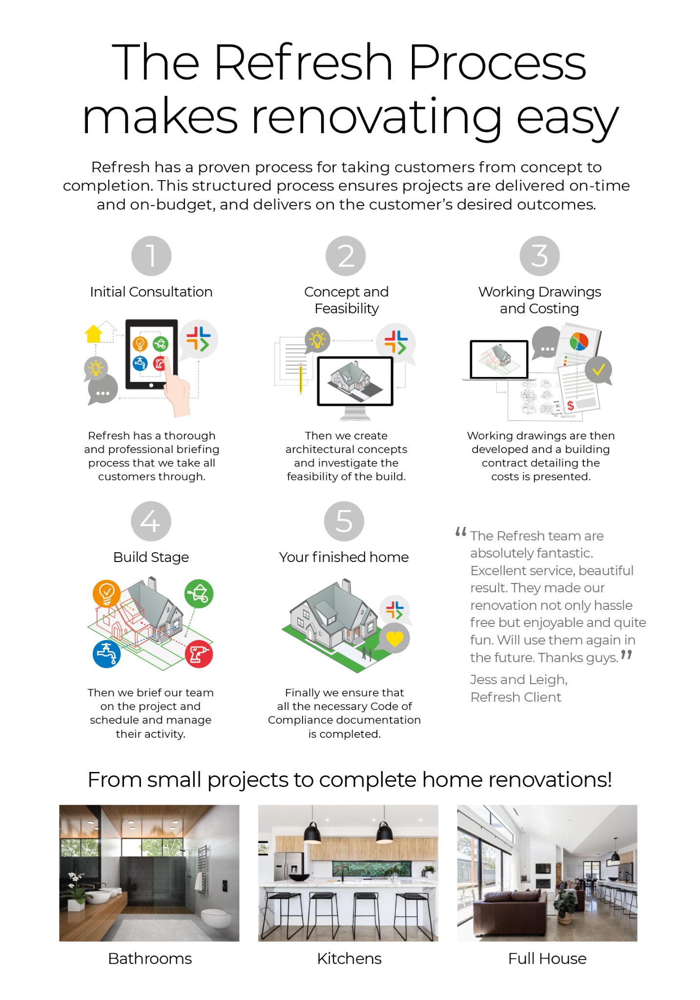 The Refresh Process
makes renovating easy
Refresh has a proven process for taking customers from concept to
completion. This structured process ensures projects are delivered on-time
and on-budget, and delivers on the customer's desired outcomes.
1
Initial Consultation
Refresh has a thorough
and professional briefing
process that we take all
customers through.
2
Concept and
Feasibility
Then we create
architectural concepts
and investigate the
feasibility of the build.
3
Working Drawings
and Costing
$
Working drawings are then
developed and a building
contract detailing the
costs is presented.
4
Build Stage
Then we brief our team
on the project and
schedule and manage
their activity.
5
Your finished home
Finally we ensure that
all the necessary Code of
Compliance documentation
is completed.
“ The Refresh team are
absolutely fantastic.
Excellent service, beautiful
result. They made our
renovation not only hassle
free but enjoyable and quite
fun. Will use them again in
the future. Thanks guys. ”
Jess and Leigh,
Refresh Client
From small projects to complete home renovations!
Bathrooms
Kitchens
Full House